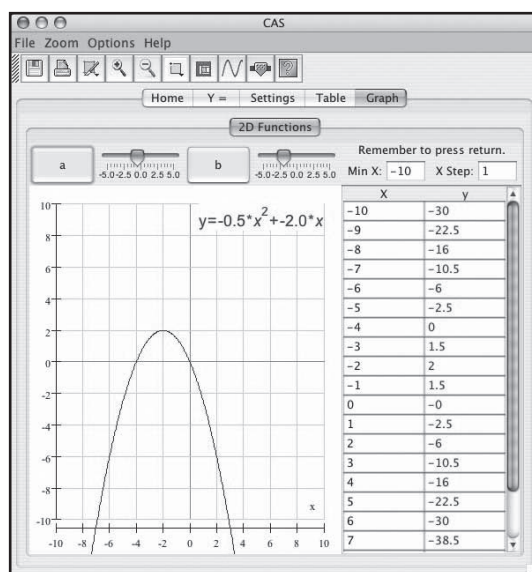 CAS
File Zoom Options Help
Home Y = Settings Table Graph
2D Functions
a
-5.0-2.5 0.0 2.5 5.0
b
-5.0-2.5 0.0 2.5 5.0
Remember to press return.
Min X: -10 X Step: 1
y=-0.5*x²+-2.0*x
10
8
6
4
2
0
-2
-4
-6
-8
-10
x
-10 -8 -6 -4 -2 0 2 4 6 8 10
X y
-10 -30
-9 -22.5
-8 -16
-7 -10.5
-6 -6
-5 -2.5
-4 0
-3 1.5
-2 2
-1 1.5
0 -0
1 -2.5
2 -6
3 -10.5
4 -16
5 -22.5
6 -30
7 -38.5